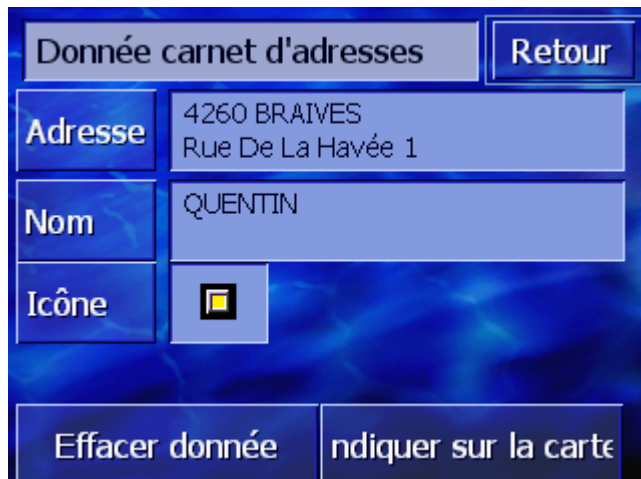 Donnée carnet d'adresses
Retour
Adresse
4260 BRAIVES
Rue De La Havée 1
Nom
QUENTIN
Icône
Effacer donnée
ndiquer sur la carte